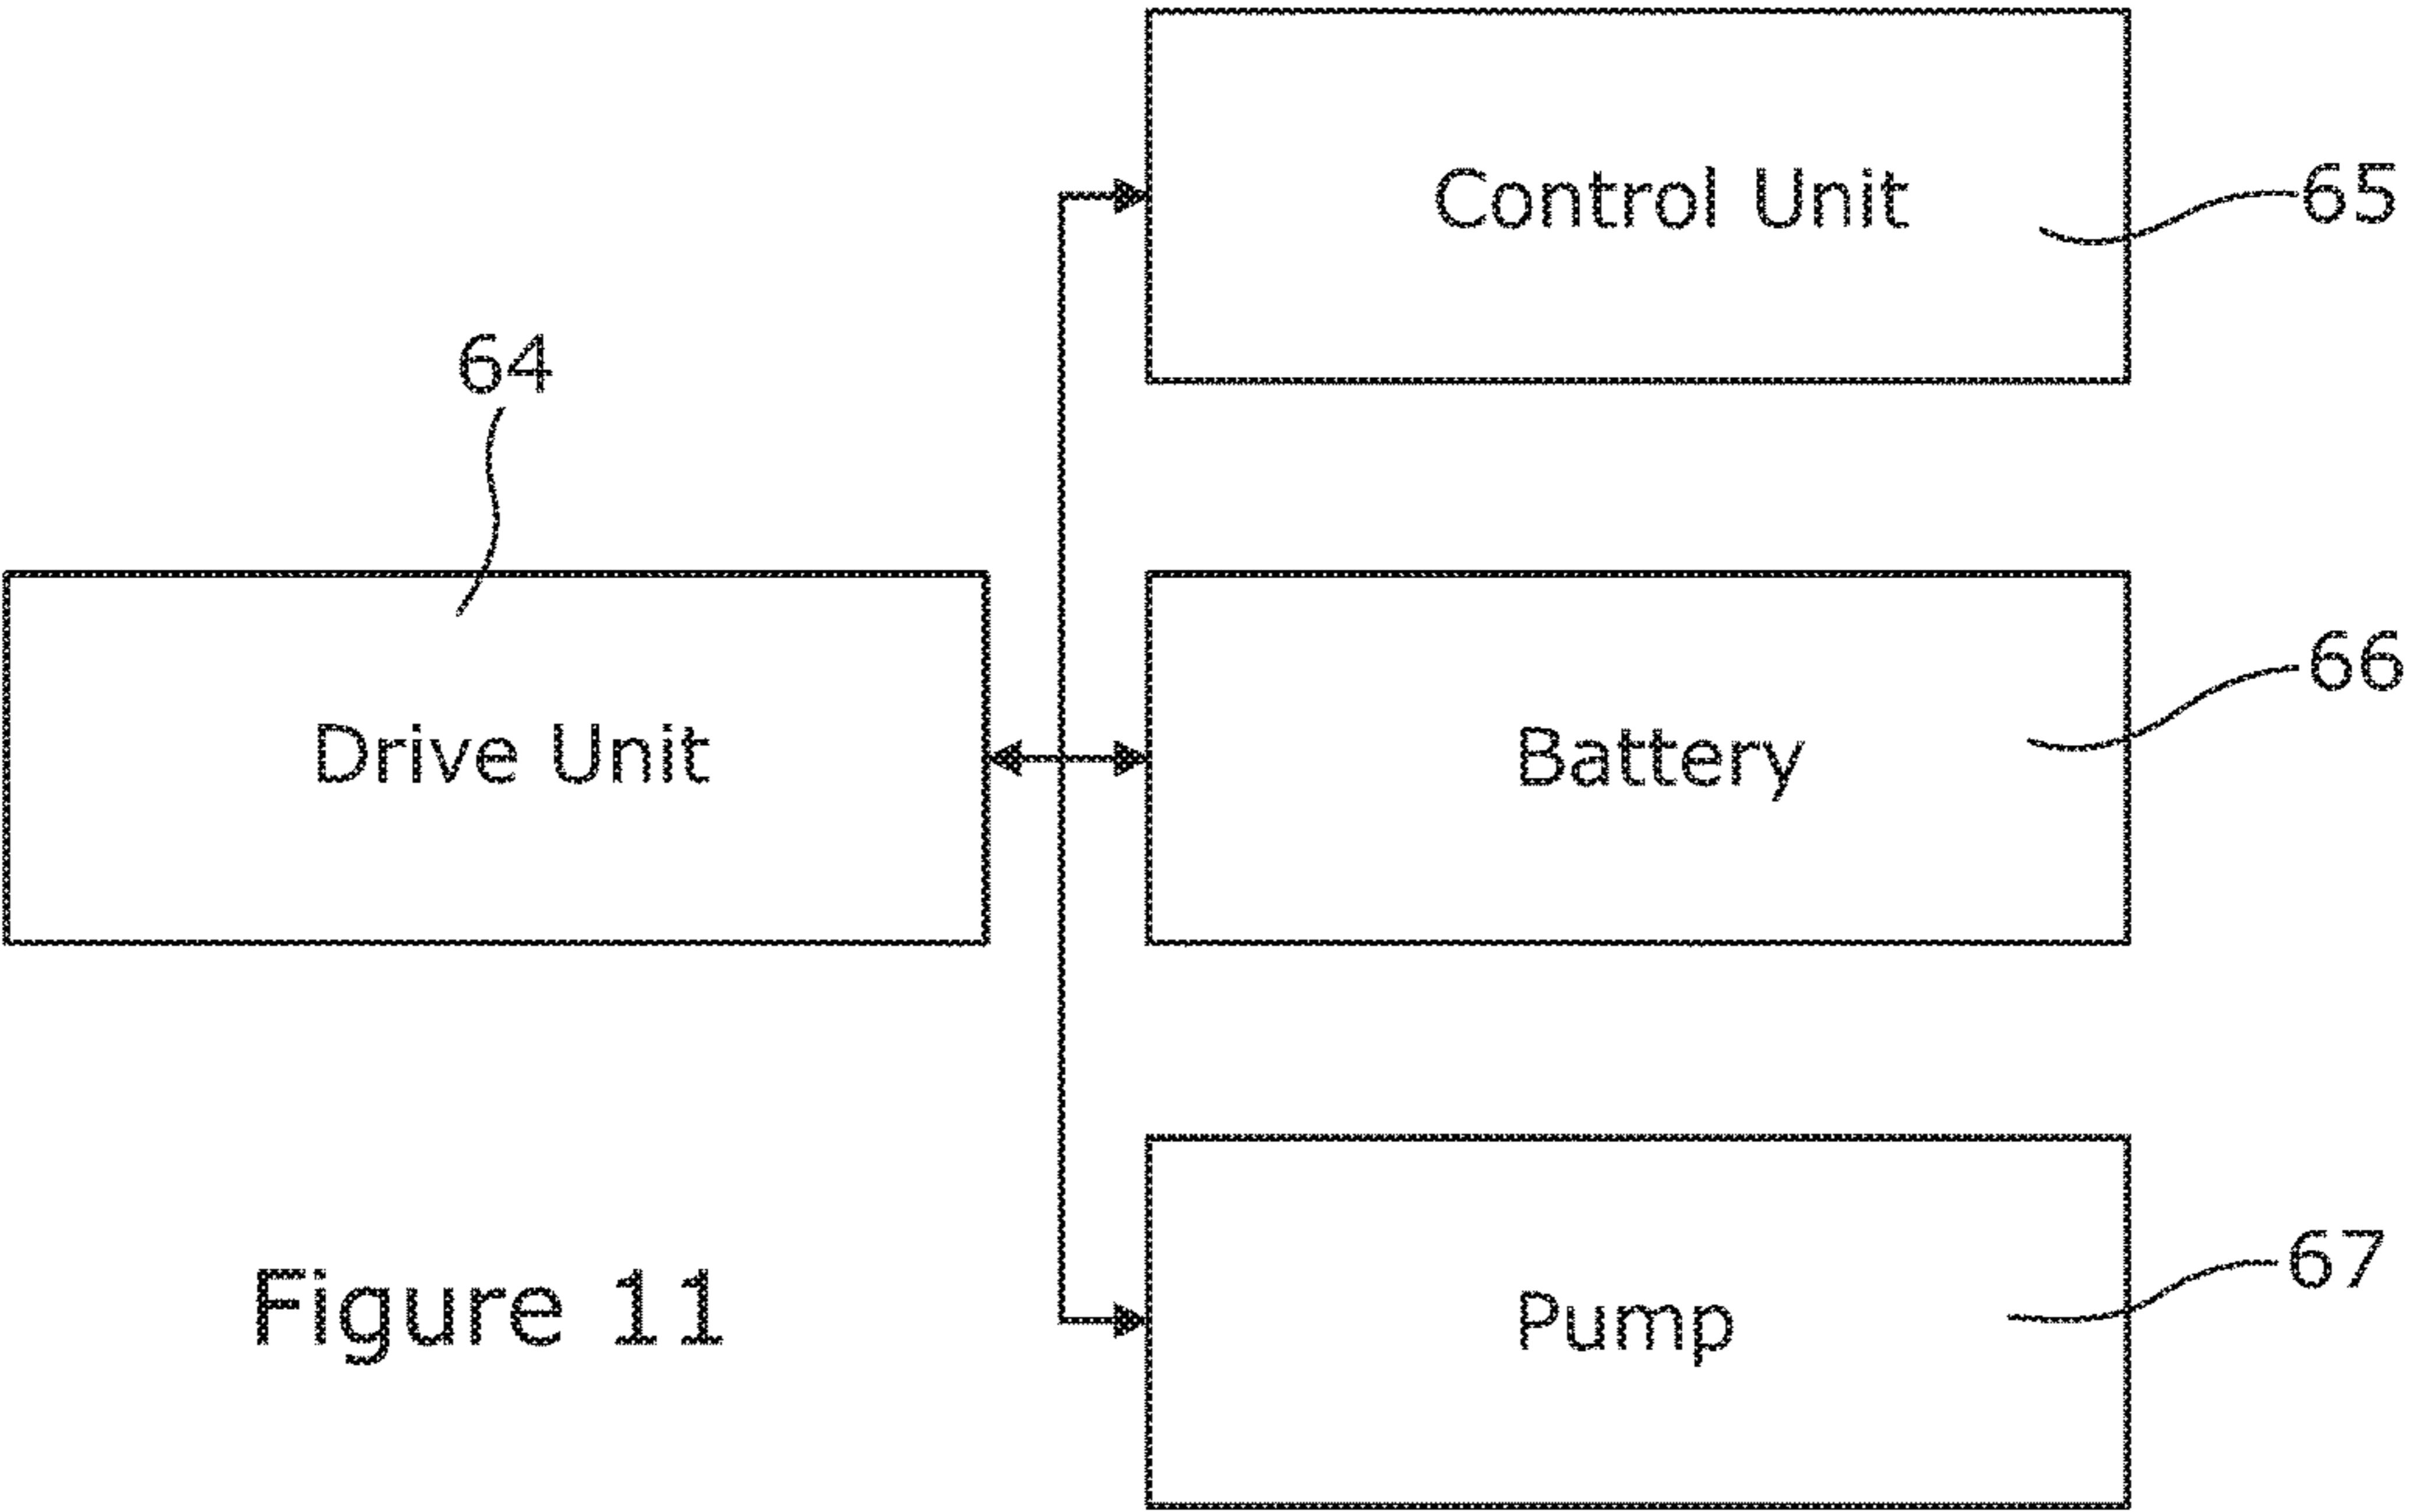 Control Unit
65
64
Drive Unit
Battery
66
Pump
67
Figure 11